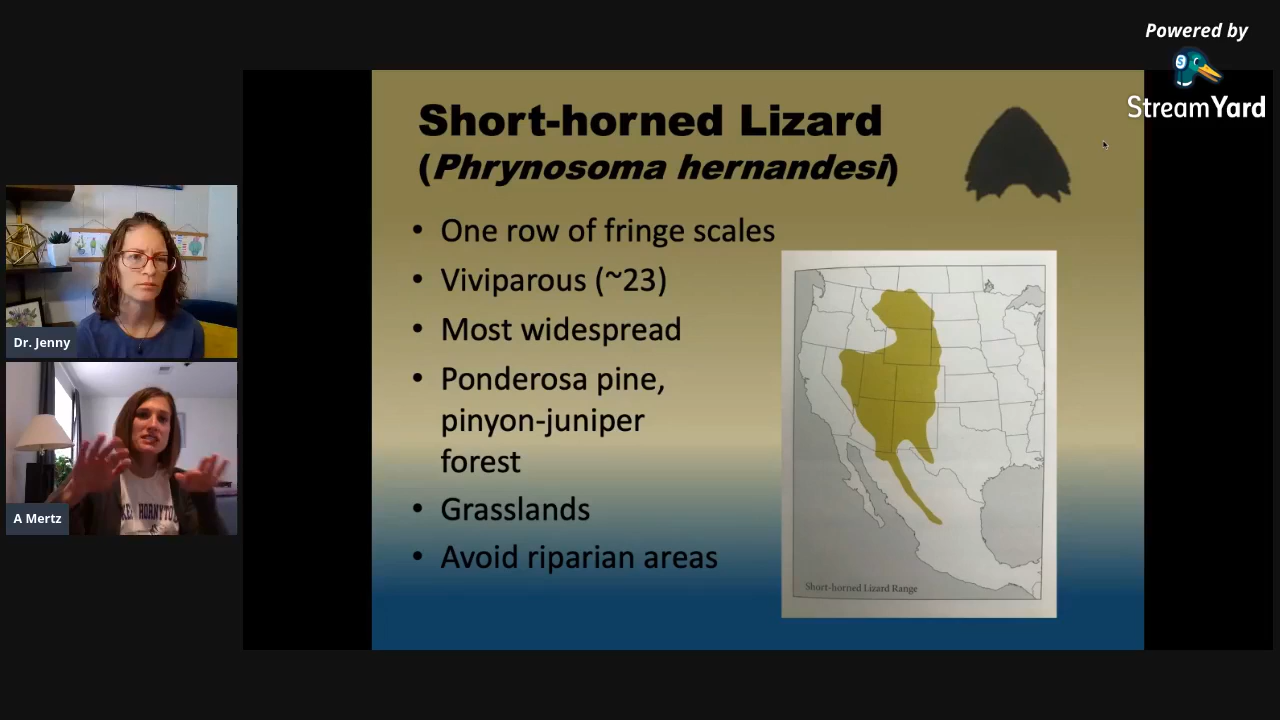 Powered by
StreamYard
Short-horned Lizard
(Phrynosoma hernandesi)
• One row of fringe scales
• Viviparous (~23)
• Most widespread
• Ponderosa pine,
pinyon-juniper
forest
• Grasslands
• Avoid riparian areas
Short-horned Lizard Range
Dr. Jenny
A Mertz